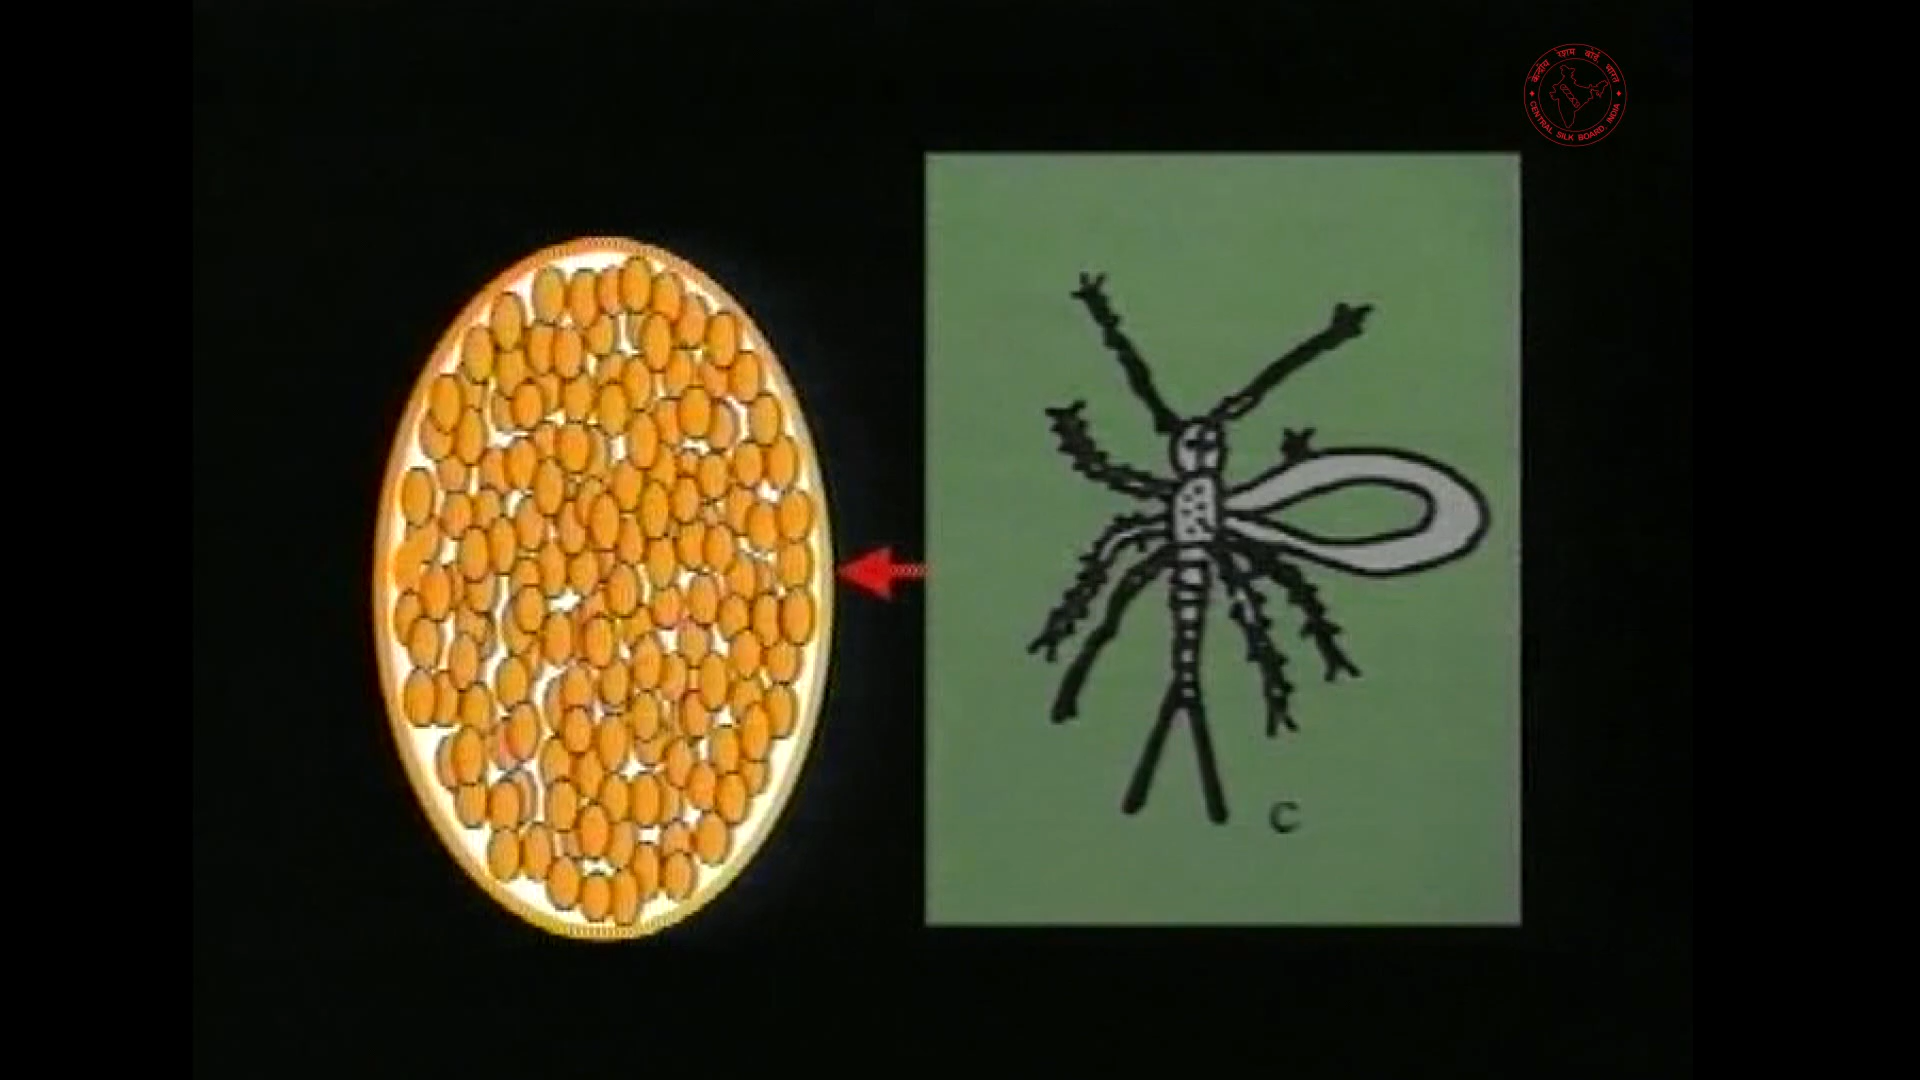 केन्द्रीय रेशम बोर्ड भारत
CENTRAL SILK BOARD, INDIA
C